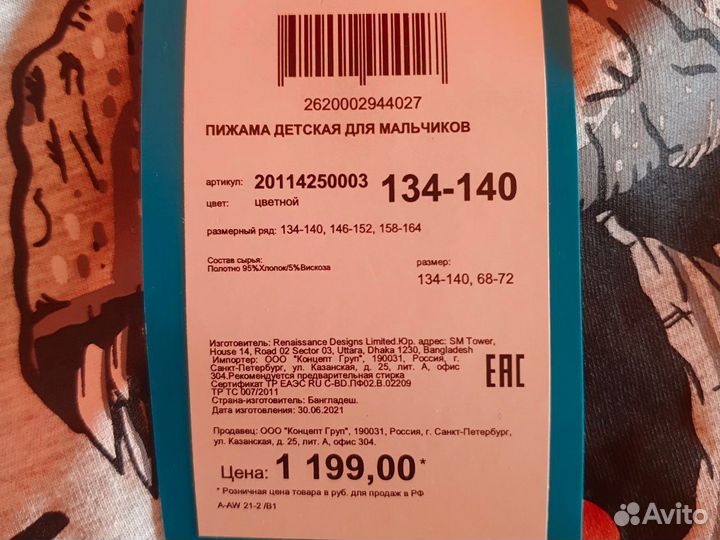 2620002944027
ПИЖАМА ДЕТСКАЯ ДЛЯ МАЛЬЧИКОВ
артикул: 20114250003 134-140
цвет: цветной
размерный ряд: 134-140, 146-152, 158-164
Состав сырья:
Полотно 95%Хлопок/5%Вискоза
размер:
134-140, 68-72
Изготовитель: Renaissance Designs Limited.Юр. адрес: SM Tower,
House 14, Road 02 Sector 03, Uttara, Dhaka 1230, Bangladesh
Импортер: ООО "Концепт Груп", 190031, Россия, г.
Санкт-Петербург, ул. Казанская, д. 25, лит. А, офис
304.Рекомендуется предварительная стирка
Сертификат ТР ЕАЭС RU C-BD.ПФ02.В.02209
ТР ТС 007/2011
Страна-изготовитель: Бангладеш.
Дата изготовления: 30.06.2021
ЕАС
Продавец: ООО "Концепт Груп", 190031, Россия, г. Санкт-Петербург,
ул. Казанская, д. 25, лит. А, офис 304.
Цена: 1 199,00*
* Розничная цена товара в руб. для продаж в РФ
A-AW 21-2 /B1
Avito